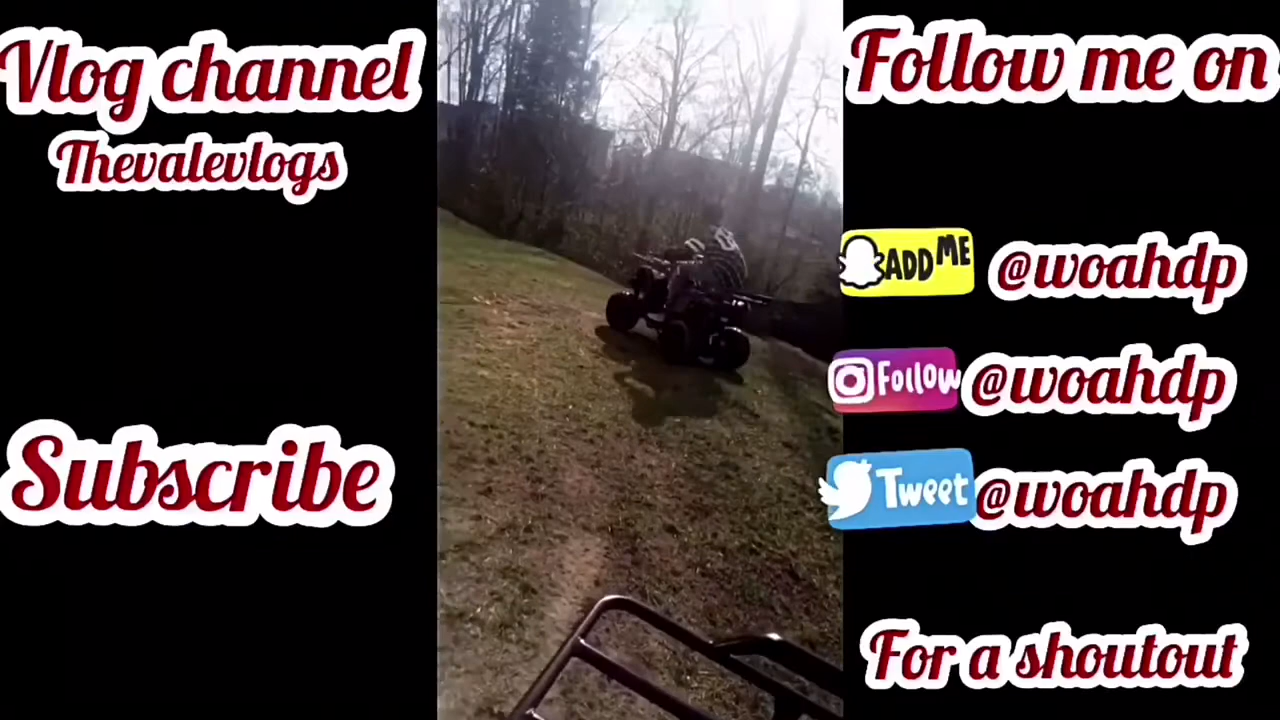 Vlog channel
Thevalevlogs
Subscribe
Follow me on
ADD ME @woahdp
Follow @woahdp
Tweet @woahdp
For a shoutout